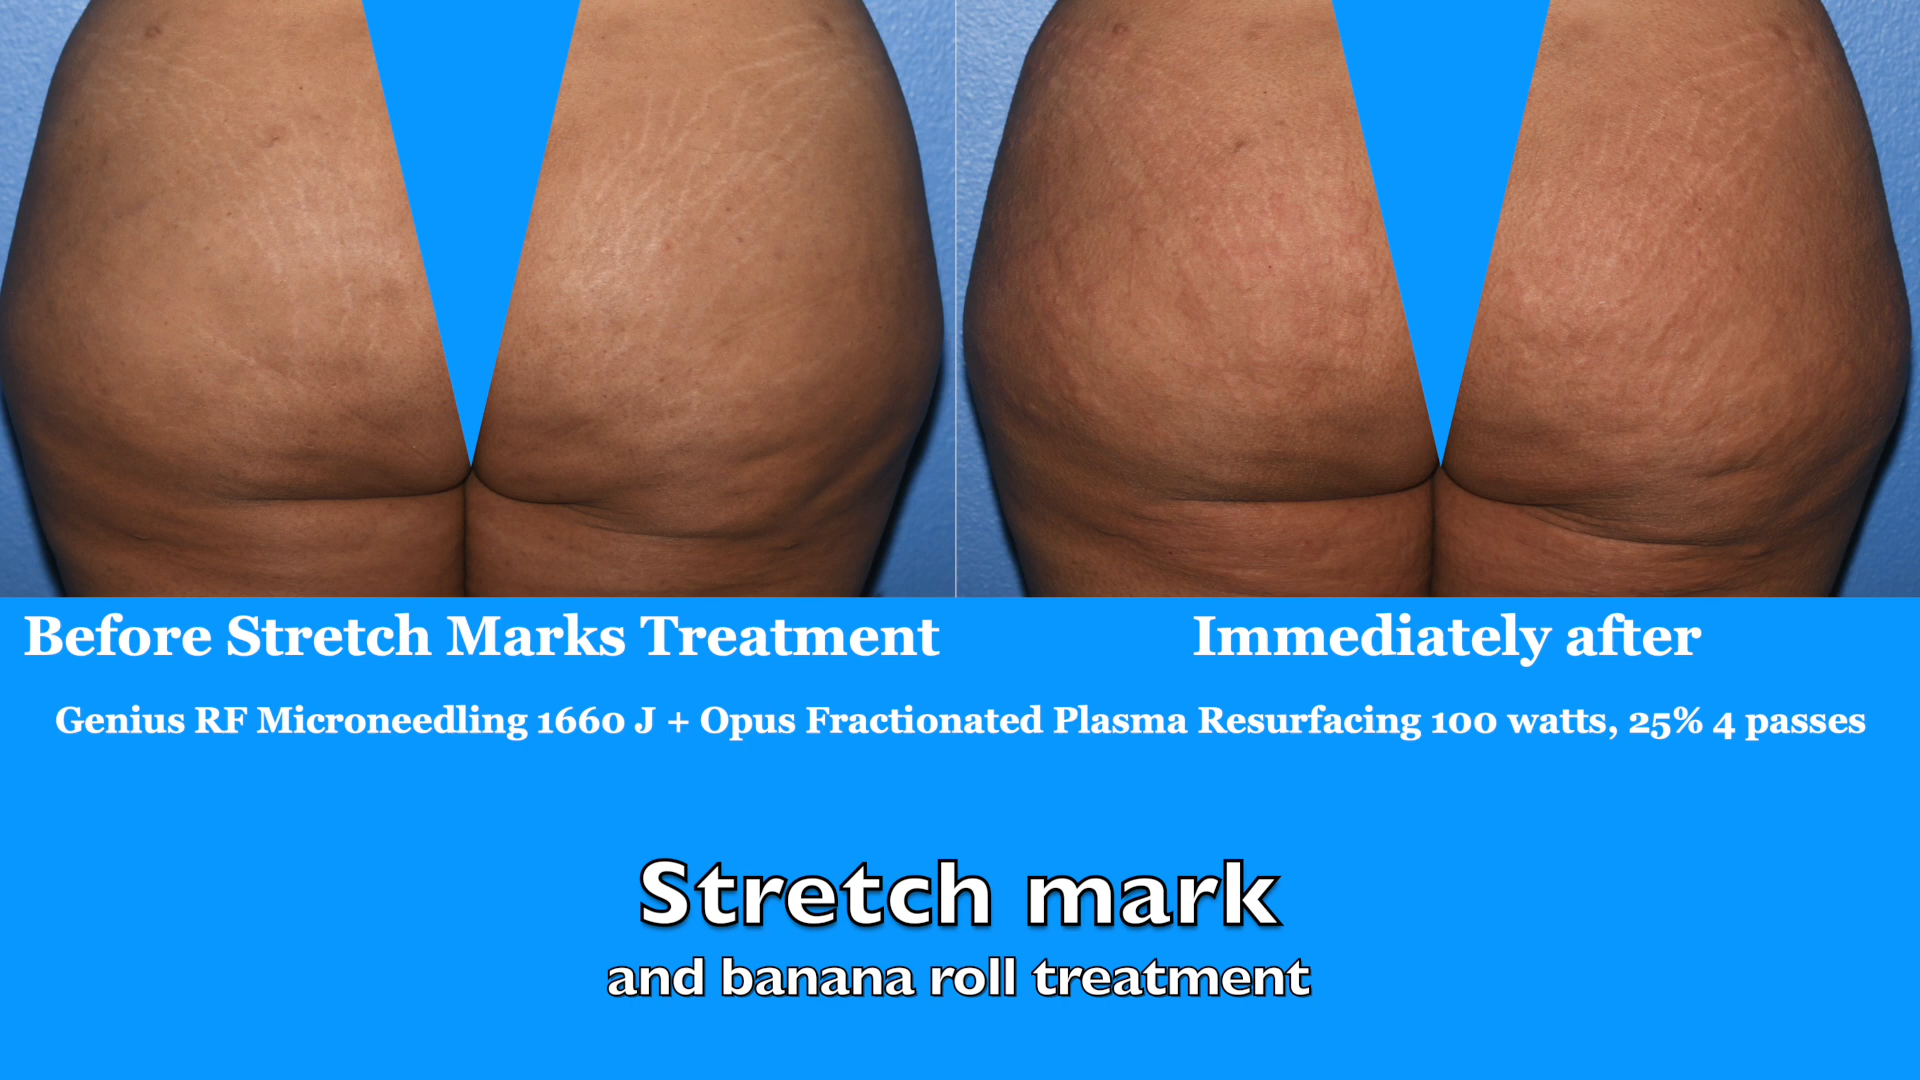 Before Stretch Marks Treatment
Immediately after
Genius RF Microneedling 1660 J + Opus Fractionated Plasma Resurfacing 100 watts, 25% 4 passes
Stretch mark
and banana roll treatment